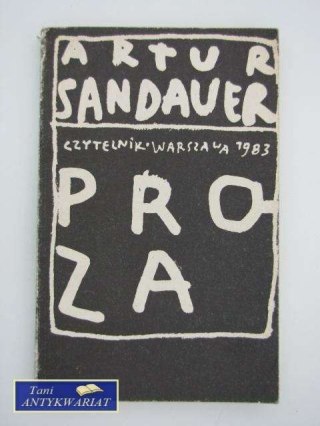 ARTUR
SANDAUER
CZYTELNIK·WARSZAWA 1983
PRO-
ZA
Tani
ANTYKWARIAT